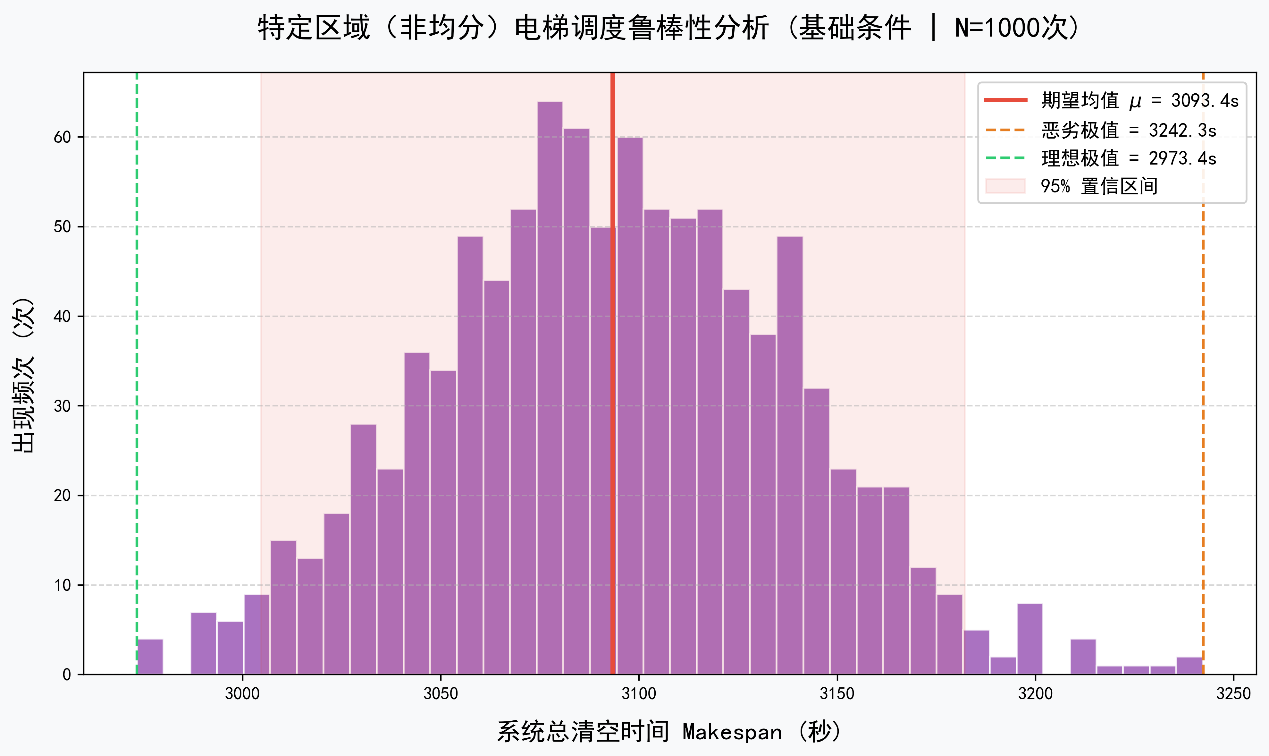 特定区域（非均分）电梯调度鲁棒性分析 (基础条件 | N=1000次)
期望均值 μ = 3093.4s
恶劣极值 = 3242.3s
理想极值 = 2973.4s
95% 置信区间
出现频次 (次)
60
50
40
30
20
10
0
3000
3050
3100
3150
3200
3250
系统总清空时间 Makespan (秒)